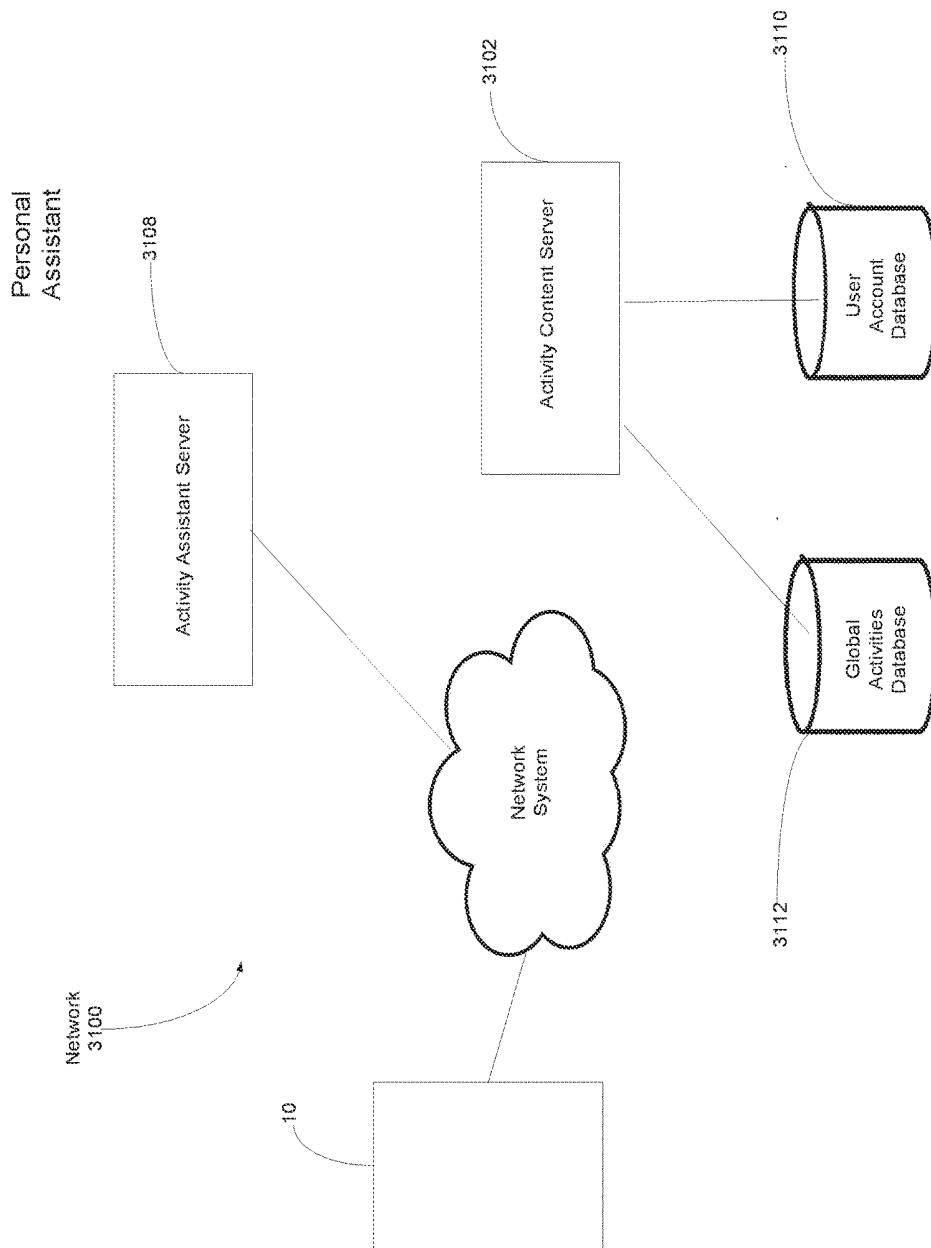 Personal
Assistant
Network
3100
3108
Activity Assistant Server
10
Network
System
3102
Activity Content Server
3112
Global
Activities
Database
3110
User
Account
Database